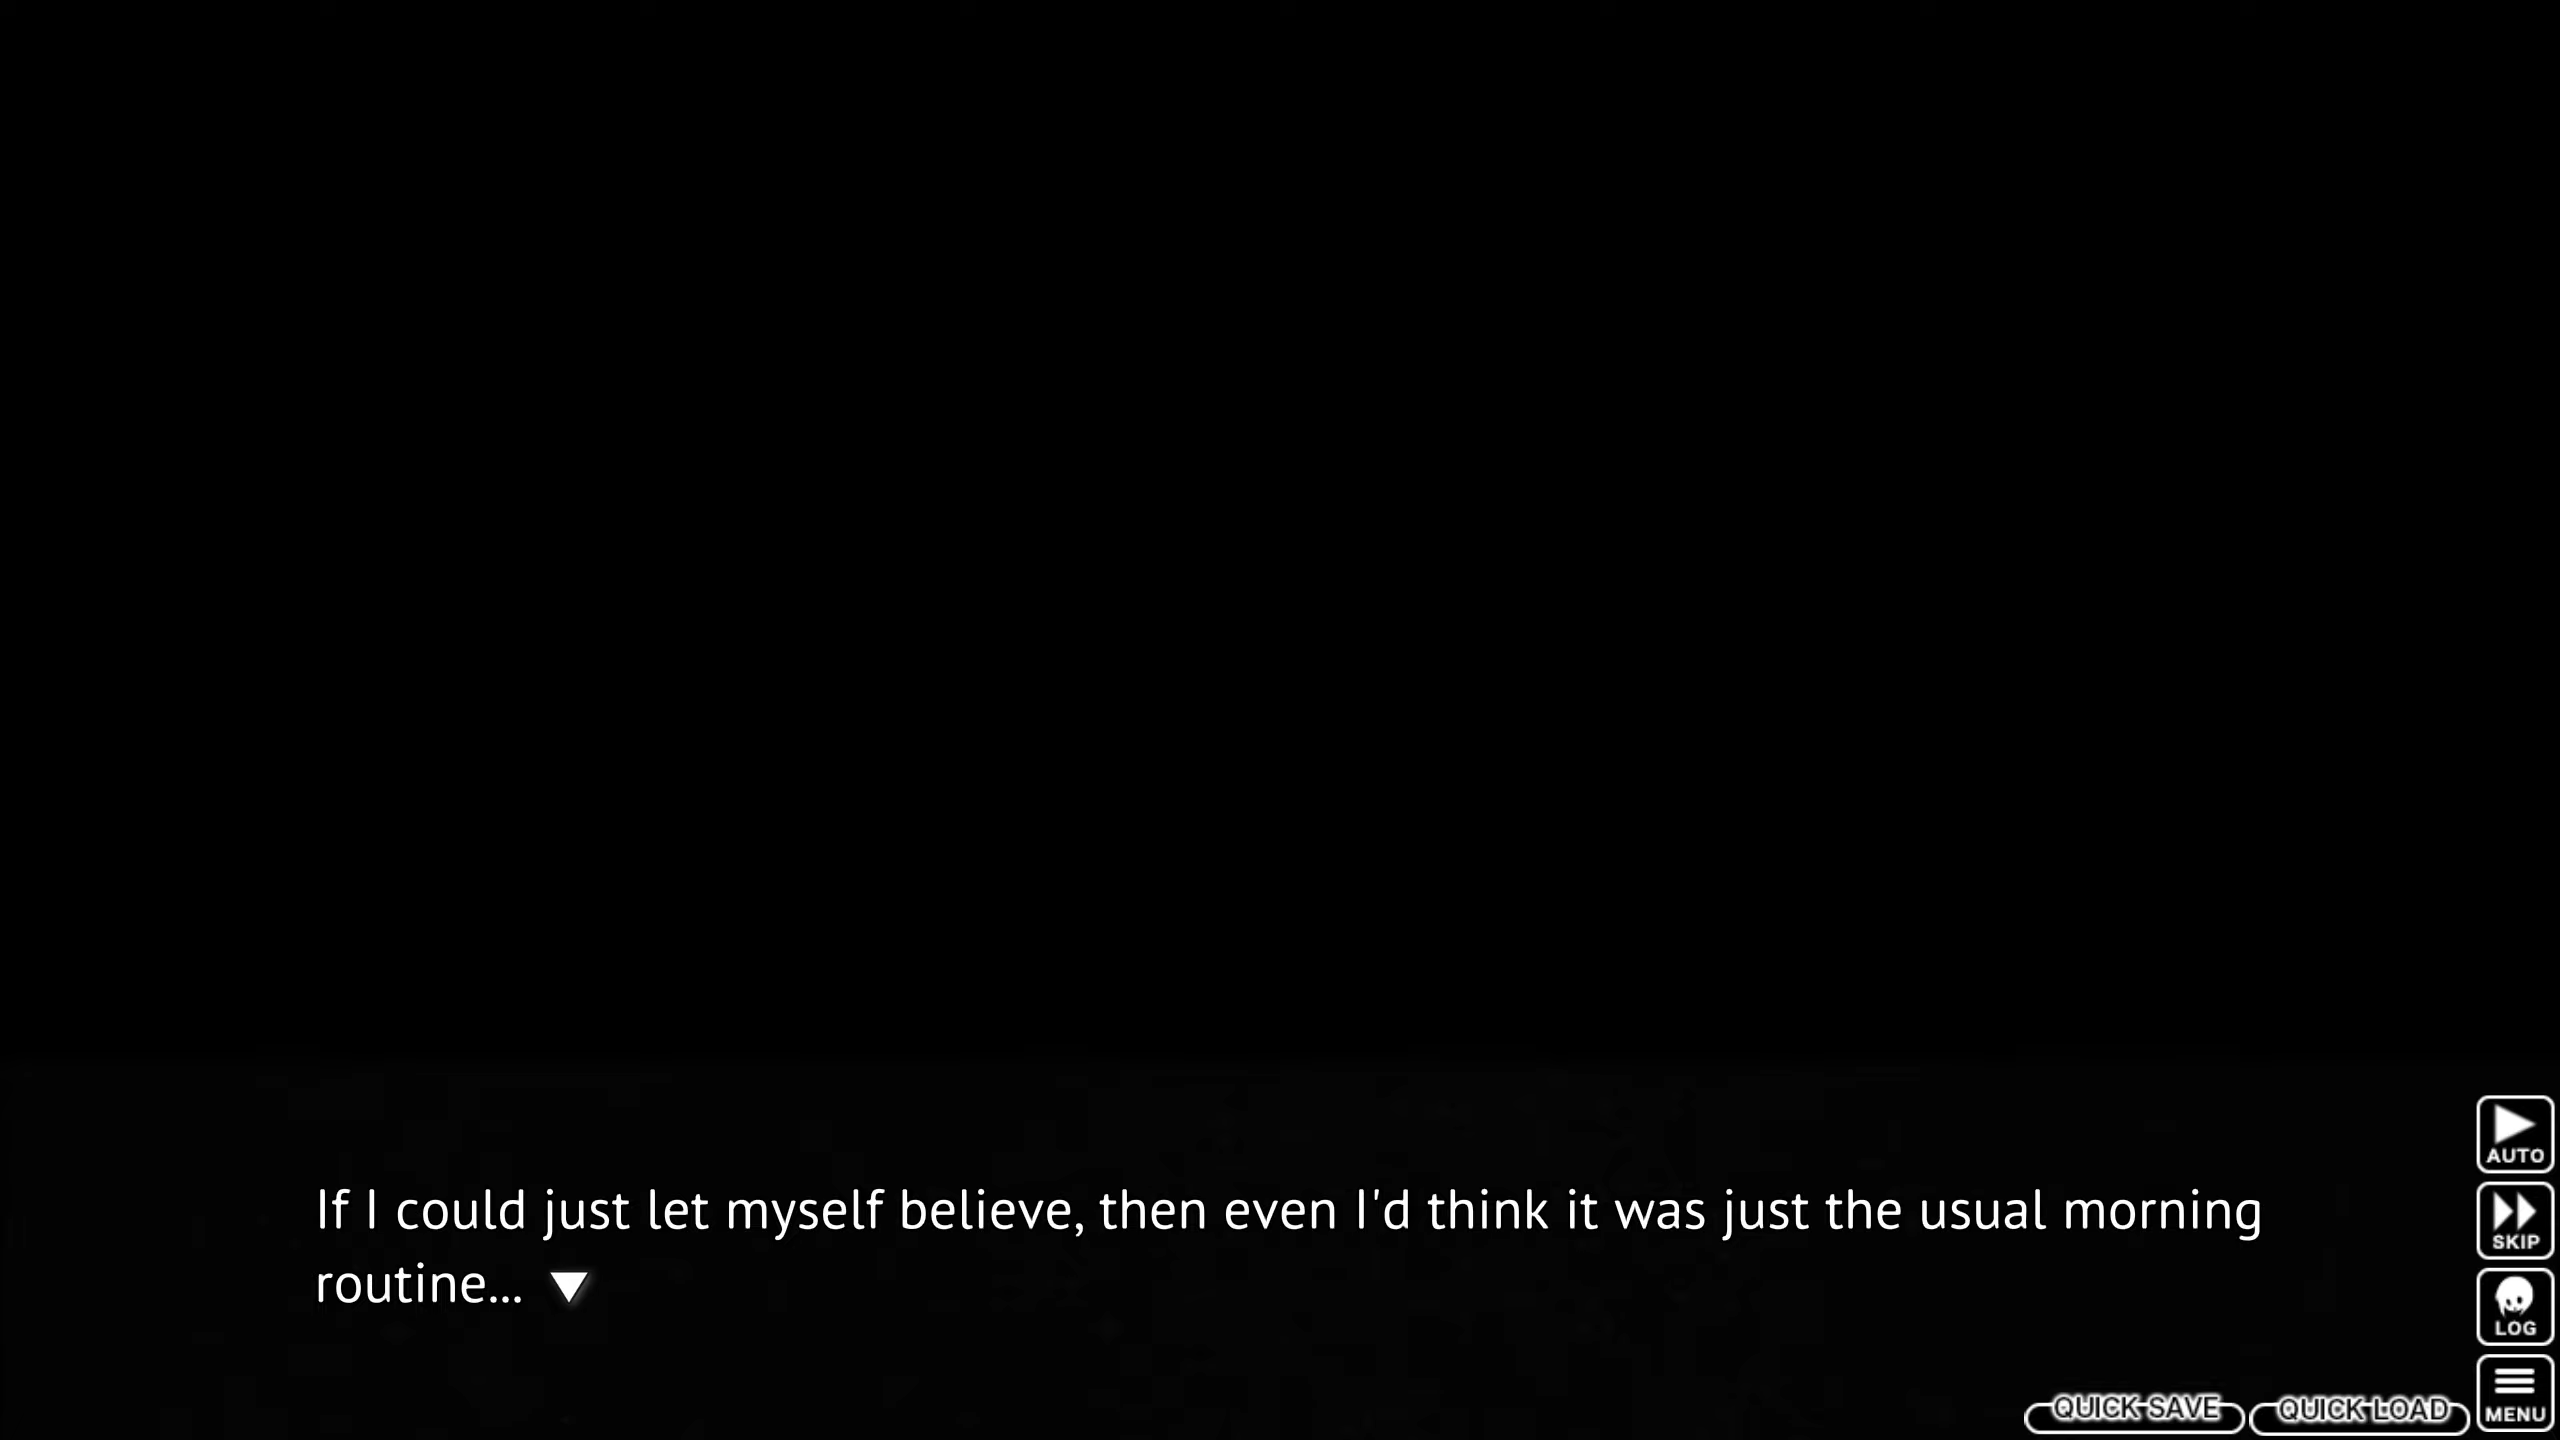 If I could just let myself believe, then even I'd think it was just the usual morning
routine...
AUTO
SKIP
LOG
MENU
QUICK SAVE
QUICK LOAD